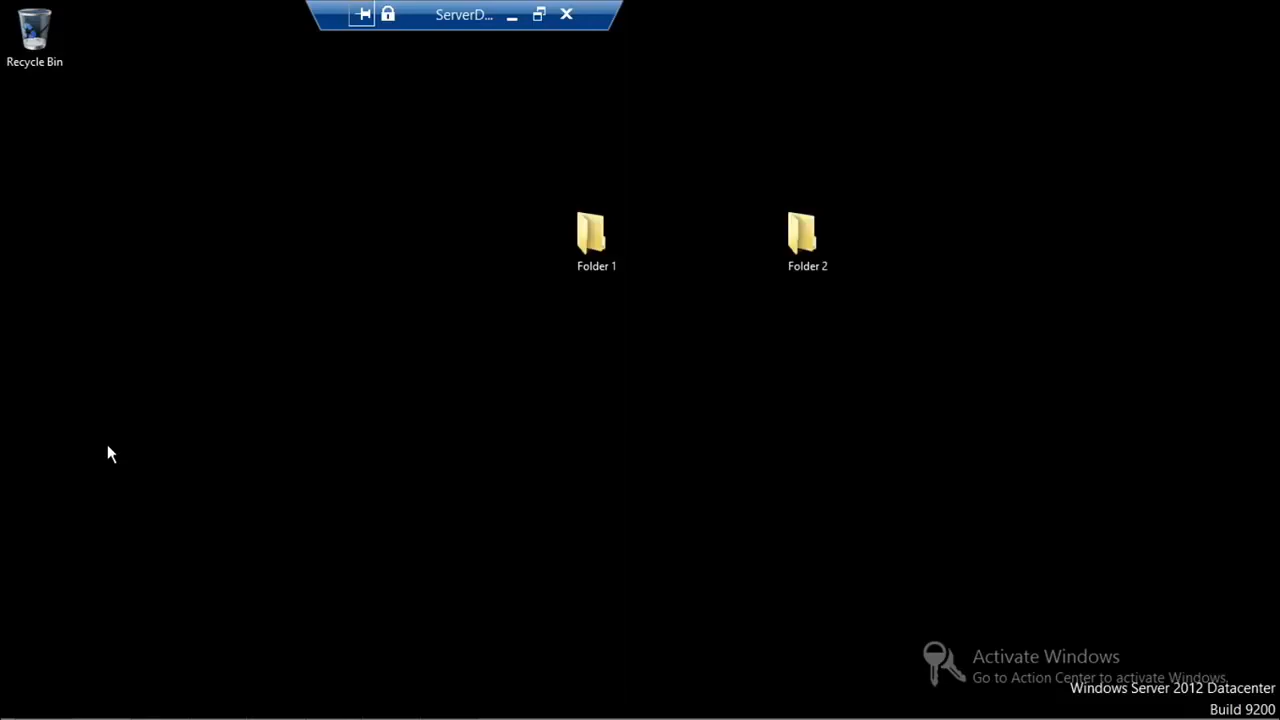 ServerD...
Recycle Bin
Folder 1
Folder 2
Activate Windows
Go to Action Center to activate Windows.
Windows Server 2012 Datacenter
Build 9200